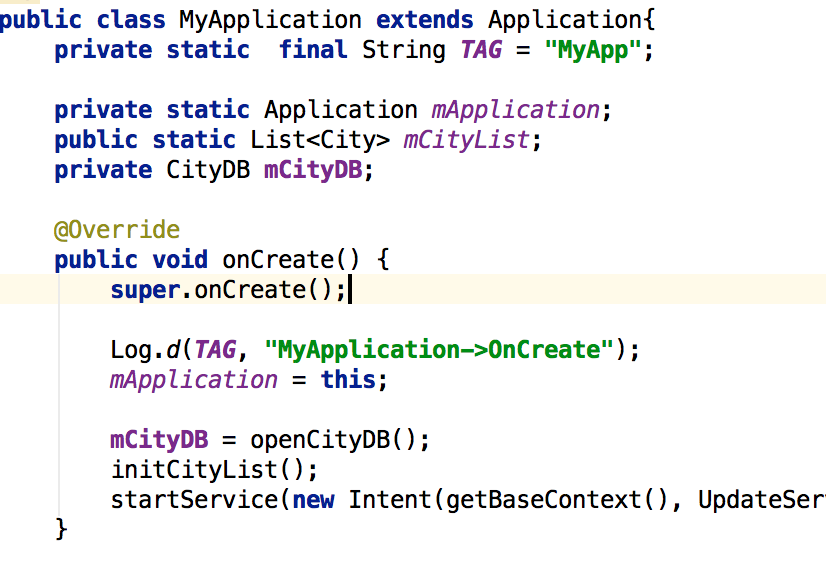 public class MyApplication extends Application{
    private static  final String TAG = "MyApp";

    private static Application mApplication;
    public static List<City> mCityList;
    private CityDB mCityDB;

    @Override
    public void onCreate() {
        super.onCreate();

        Log.d(TAG, "MyApplication->OnCreate");
        mApplication = this;

        mCityDB = openCityDB();
        initCityList();
        startService(new Intent(getBaseContext(), UpdateSer
    }